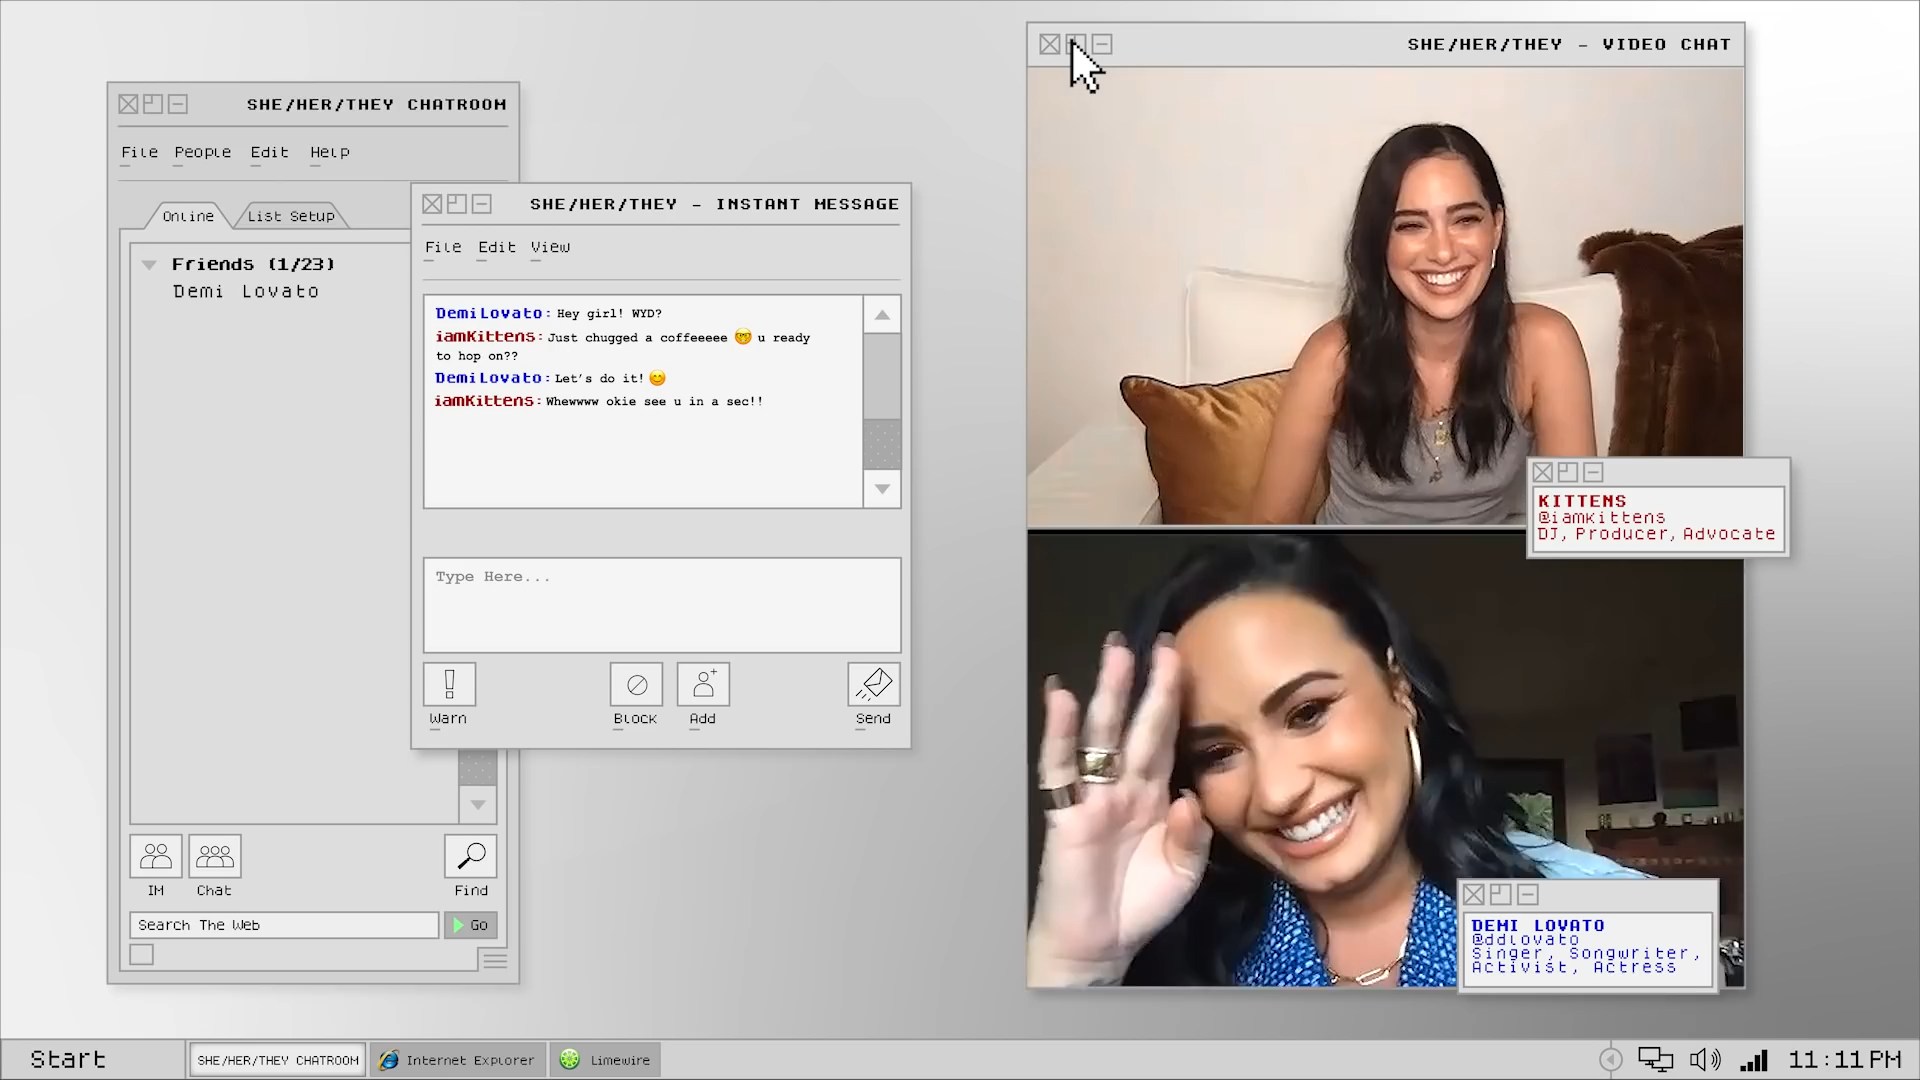 SHE/HER/THEY CHATROOM
File People Edit Help
Online List Setup
Friends (1/23)
Demi Lovato
IM Chat Find
Search The Web Go
SHE/HER/THEY - INSTANT MESSAGE
File Edit View
DemiLovato: Hey girl! WYD?
iamKittens: Just chugged a coffeeeee 🤓 u ready
to hop on??
DemiLovato: Let's do it! 😊
iamKittens: Whewwww okie see u in a sec!!
Type Here...
Warn Block Add Send
SHE/HER/THEY - VIDEO CHAT
KITTENS
@iamkittens
DJ, Producer, Advocate
DEMI LOVATO
@ddlovato
Singer, Songwriter,
Activist, Actress
Start SHE/HER/THEY CHATROOM Internet Explorer Limewire 11:11 PM